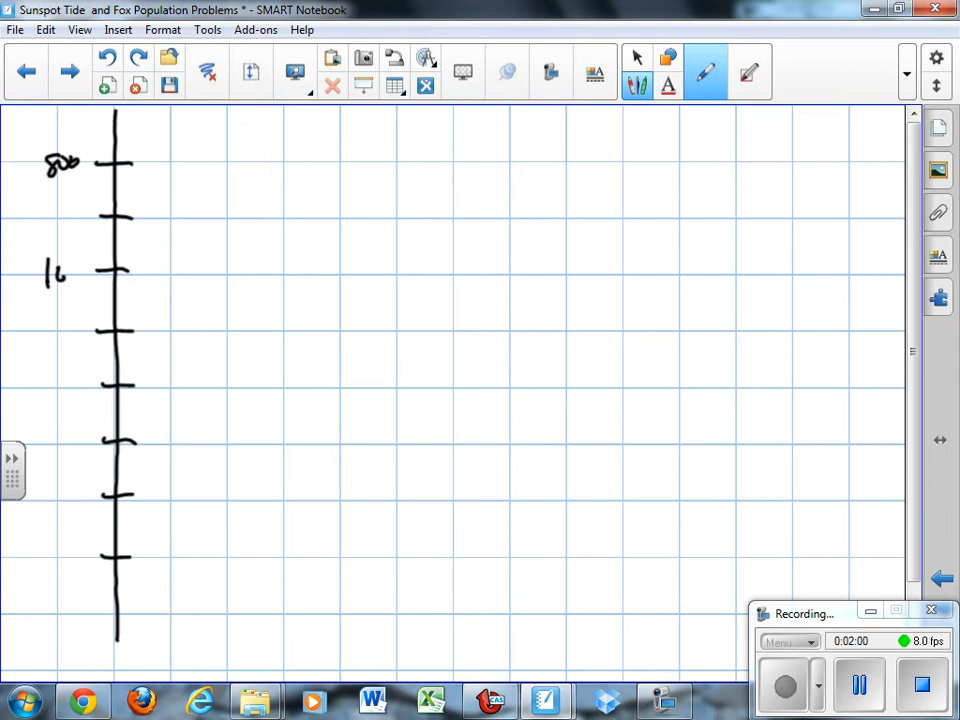 Sunspot Tide and Fox Population Problems * - SMART Notebook
File Edit View Insert Format Tools Add-ons Help
800
Recording...
Menu 0:02:00 8.0 fps